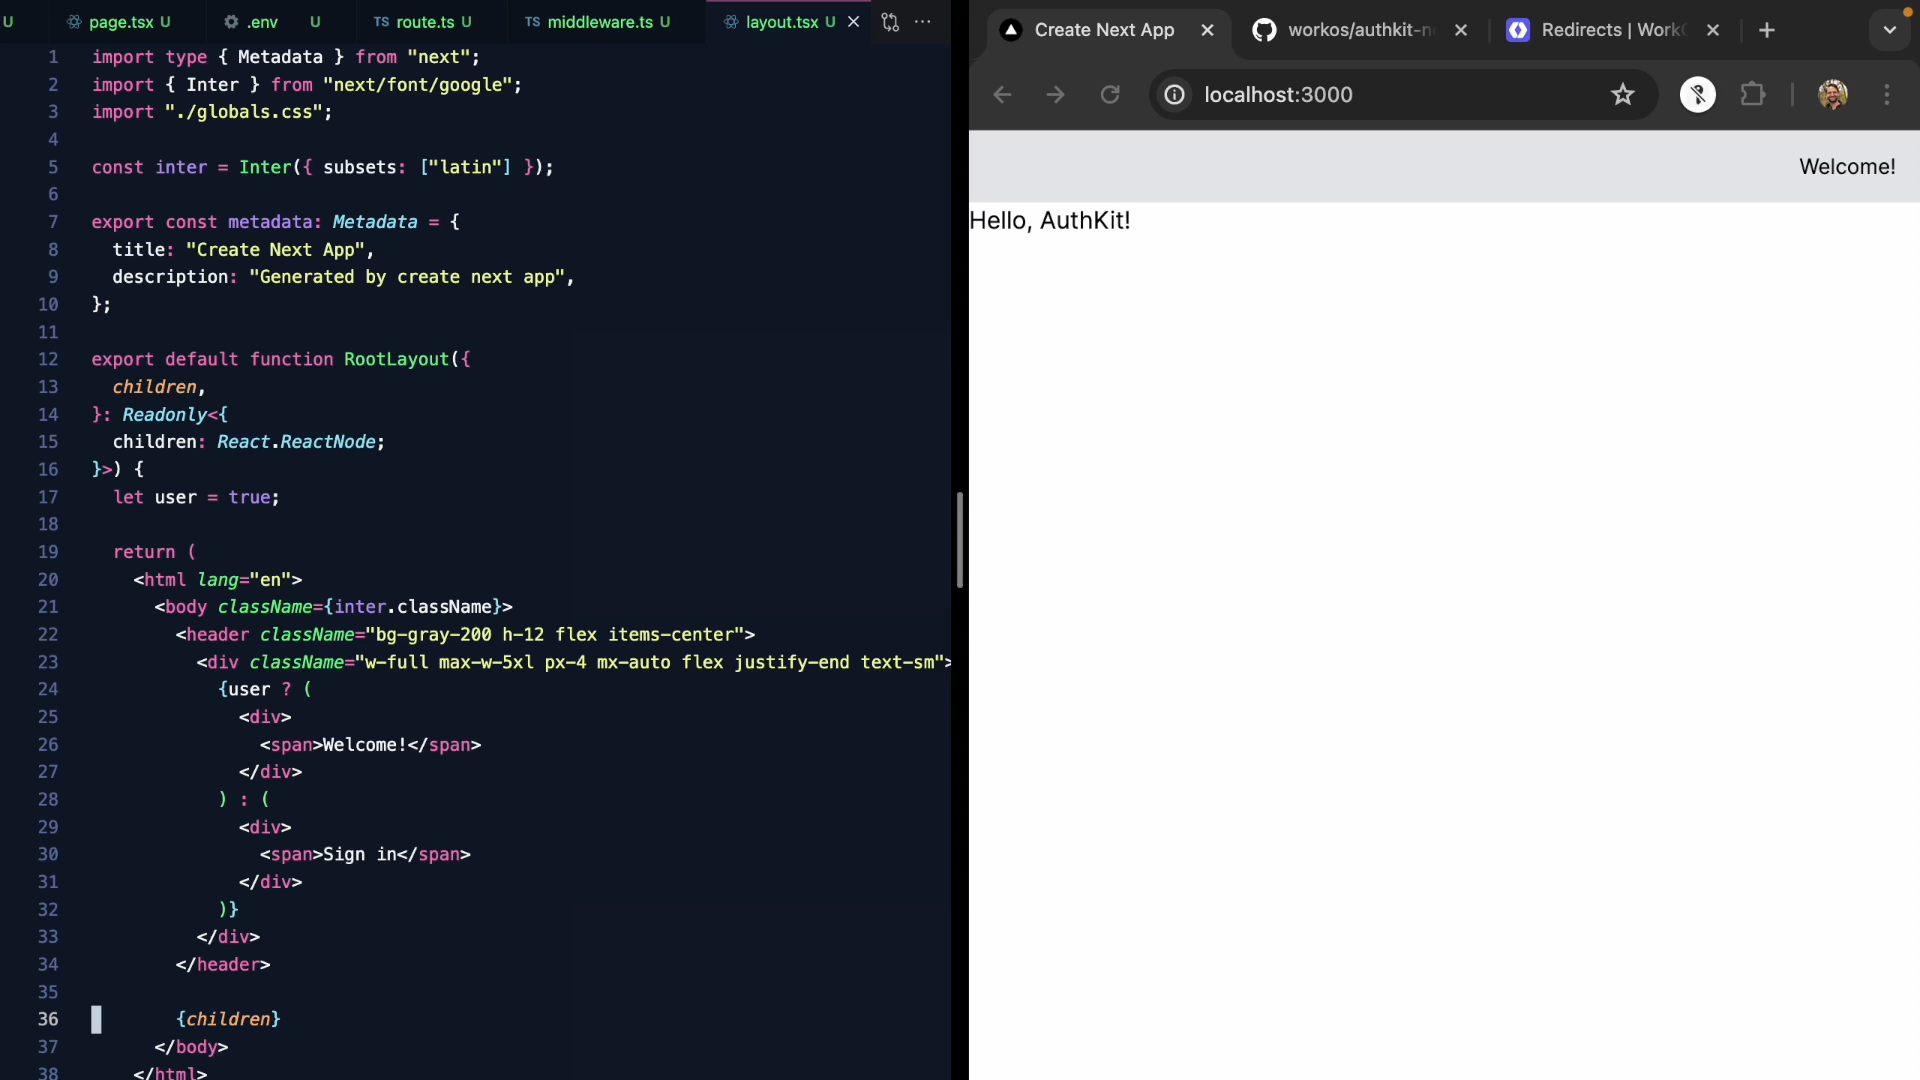 U page.tsx U .env U TS route.ts U TS middleware.ts U layout.tsx U
1 import type { Metadata } from "next";
2 import { Inter } from "next/font/google";
3 import "./globals.css";
4
5 const inter = Inter({ subsets: ["latin"] });
6
7 export const metadata: Metadata = {
8 title: "Create Next App",
9 description: "Generated by create next app",
10 };
11
12 export default function RootLayout({
13 children,
14 }: Readonly<{
15 children: React.ReactNode;
16 }>) {
17 let user = true;
18
19 return (
20 <html lang="en">
21 <body className={inter.className}>
22 <header className="bg-gray-200 h-12 flex items-center">
23 <div className="w-full max-w-5xl px-4 mx-auto flex justify-end text-sm">
24 {user ? (
25 <div>
26 <span>Welcome!</span>
27 </div>
28 ) : (
29 <div>
30 <span>Sign in</span>
31 </div>
32 )}
33 </div>
34 </header>
35
36 {children}
37 </body>
38 </html>
Create Next App workos/authkit-n Redirects | Work
localhost:3000
Welcome!
Hello, AuthKit!